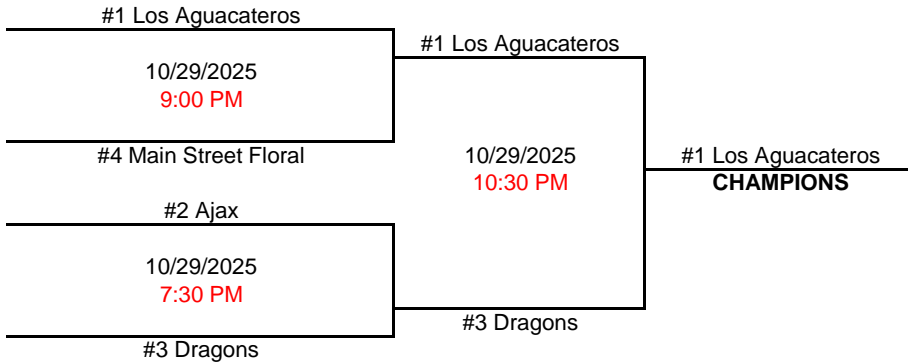 #1 Los Aguacateros
10/29/2025
9:00 PM
#4 Main Street Floral
#2 Ajax
10/29/2025
7:30 PM
#3 Dragons
#1 Los Aguacateros
10/29/2025
10:30 PM
#3 Dragons
#1 Los Aguacateros
CHAMPIONS